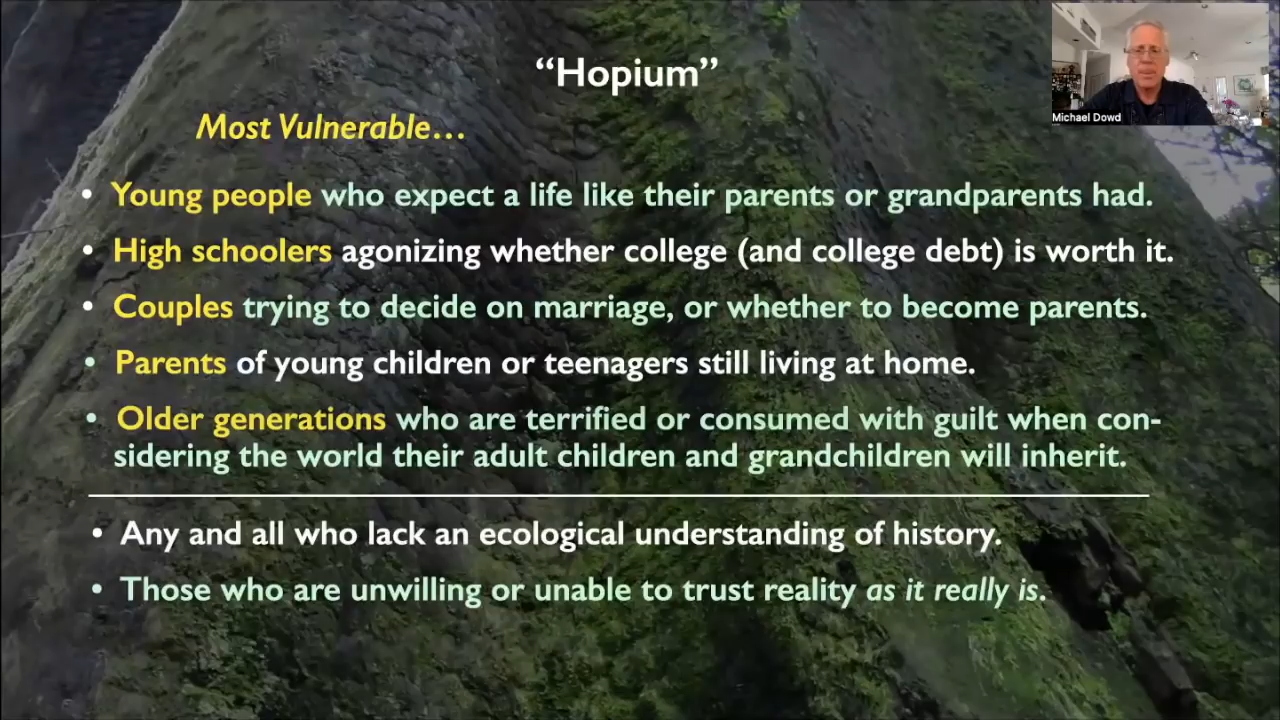 “Hopium”
Michael Dowd
Most Vulnerable…
• Young people who expect a life like their parents or grandparents had.
• High schoolers agonizing whether college (and college debt) is worth it.
• Couples trying to decide on marriage, or whether to become parents.
• Parents of young children or teenagers still living at home.
• Older generations who are terrified or consumed with guilt when con-
sidering the world their adult children and grandchildren will inherit.
• Any and all who lack an ecological understanding of history.
• Those who are unwilling or unable to trust reality as it really is.